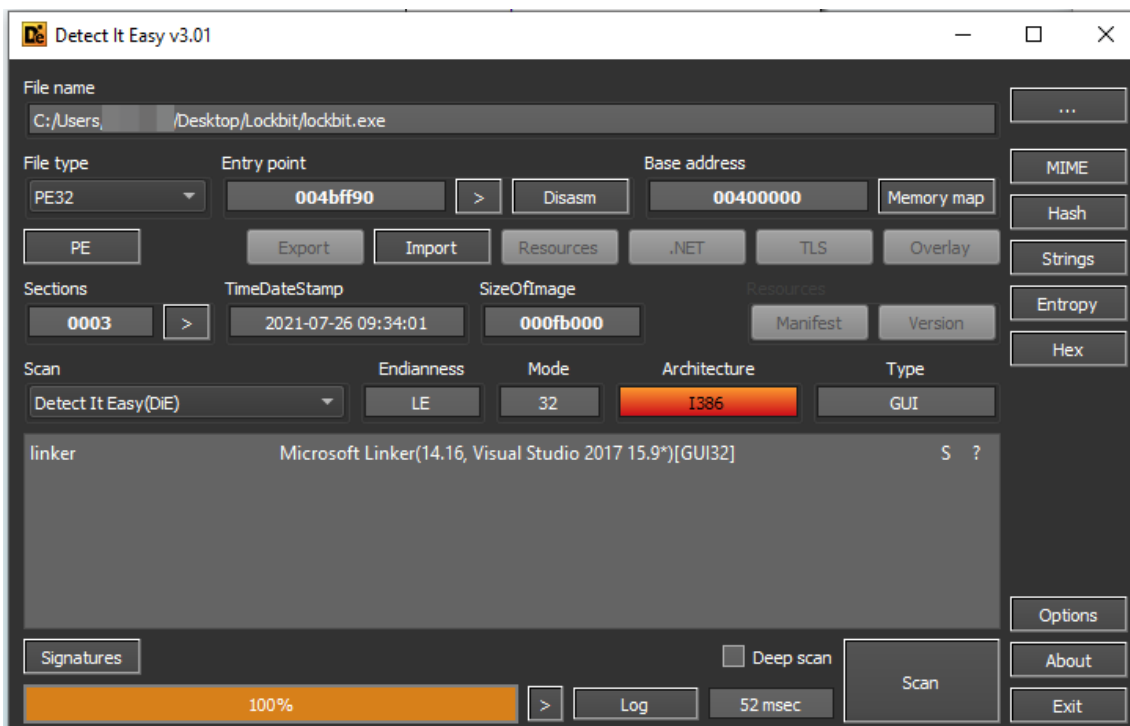 Detect It Easy v3.01
File name
C:/Users, /Desktop/Lockbit/lockbit.exe
...
File type Entry point Base address
MIME
PE32 004bff90 > Disasm 00400000 Memory map
Hash
PE Export Import Resources .NET TLS Overlay
Strings
Sections TimeDateStamp SizeOfImage Resources
Entropy
0003 > 2021-07-26 09:34:01 000fb000 Manifest Version
Hex
Scan Endianness Mode Architecture Type
Detect It Easy(DiE) LE 32 I386 GUI
linker Microsoft Linker(14.16, Visual Studio 2017 15.9*)[GUI32] S ?
Options
Signatures Deep scan Scan About
100% > Log 52 msec Exit